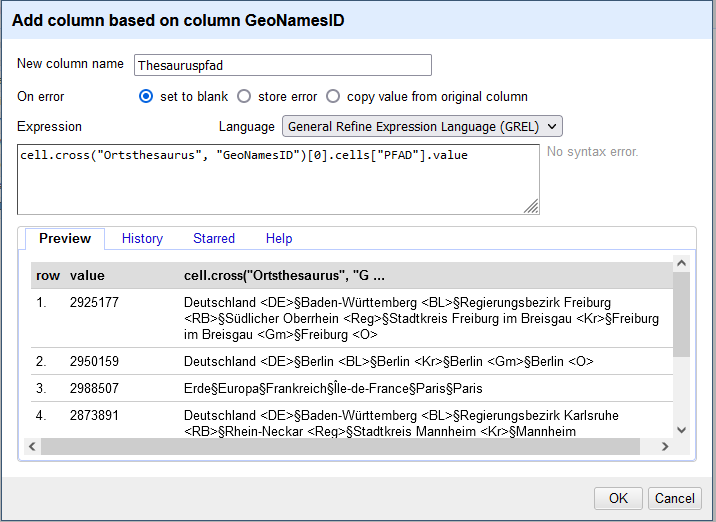 Add column based on column GeoNamesID
New column name Thesauruspfad
On error set to blank store error copy value from original column
Expression Language General Refine Expression Language (GREL)
cell.cross("Ortsthesaurus", "GeoNamesID")[0].cells["PFAD"].value No syntax error.
Preview History Starred Help
row value cell.cross("Ortsthesaurus", "G ...
1. 2925177 Deutschland <DE>§Baden-Württemberg <BL>§Regierungsbezirk Freiburg
<RB>§Südlicher Oberrhein <Reg>§Stadtkreis Freiburg im Breisgau <Kr>§Freiburg
im Breisgau <Gm>§Freiburg <O>
2. 2950159 Deutschland <DE>§Berlin <BL>§Berlin <Kr>§Berlin <Gm>§Berlin <O>
3. 2988507 Erde§Europa§Frankreich§Île-de-France§Paris§Paris
4. 2873891 Deutschland <DE>§Baden-Württemberg <BL>§Regierungsbezirk Karlsruhe
<RB>§Rhein-Neckar <Reg>§Stadtkreis Mannheim <Kr>§Mannheim
OK Cancel